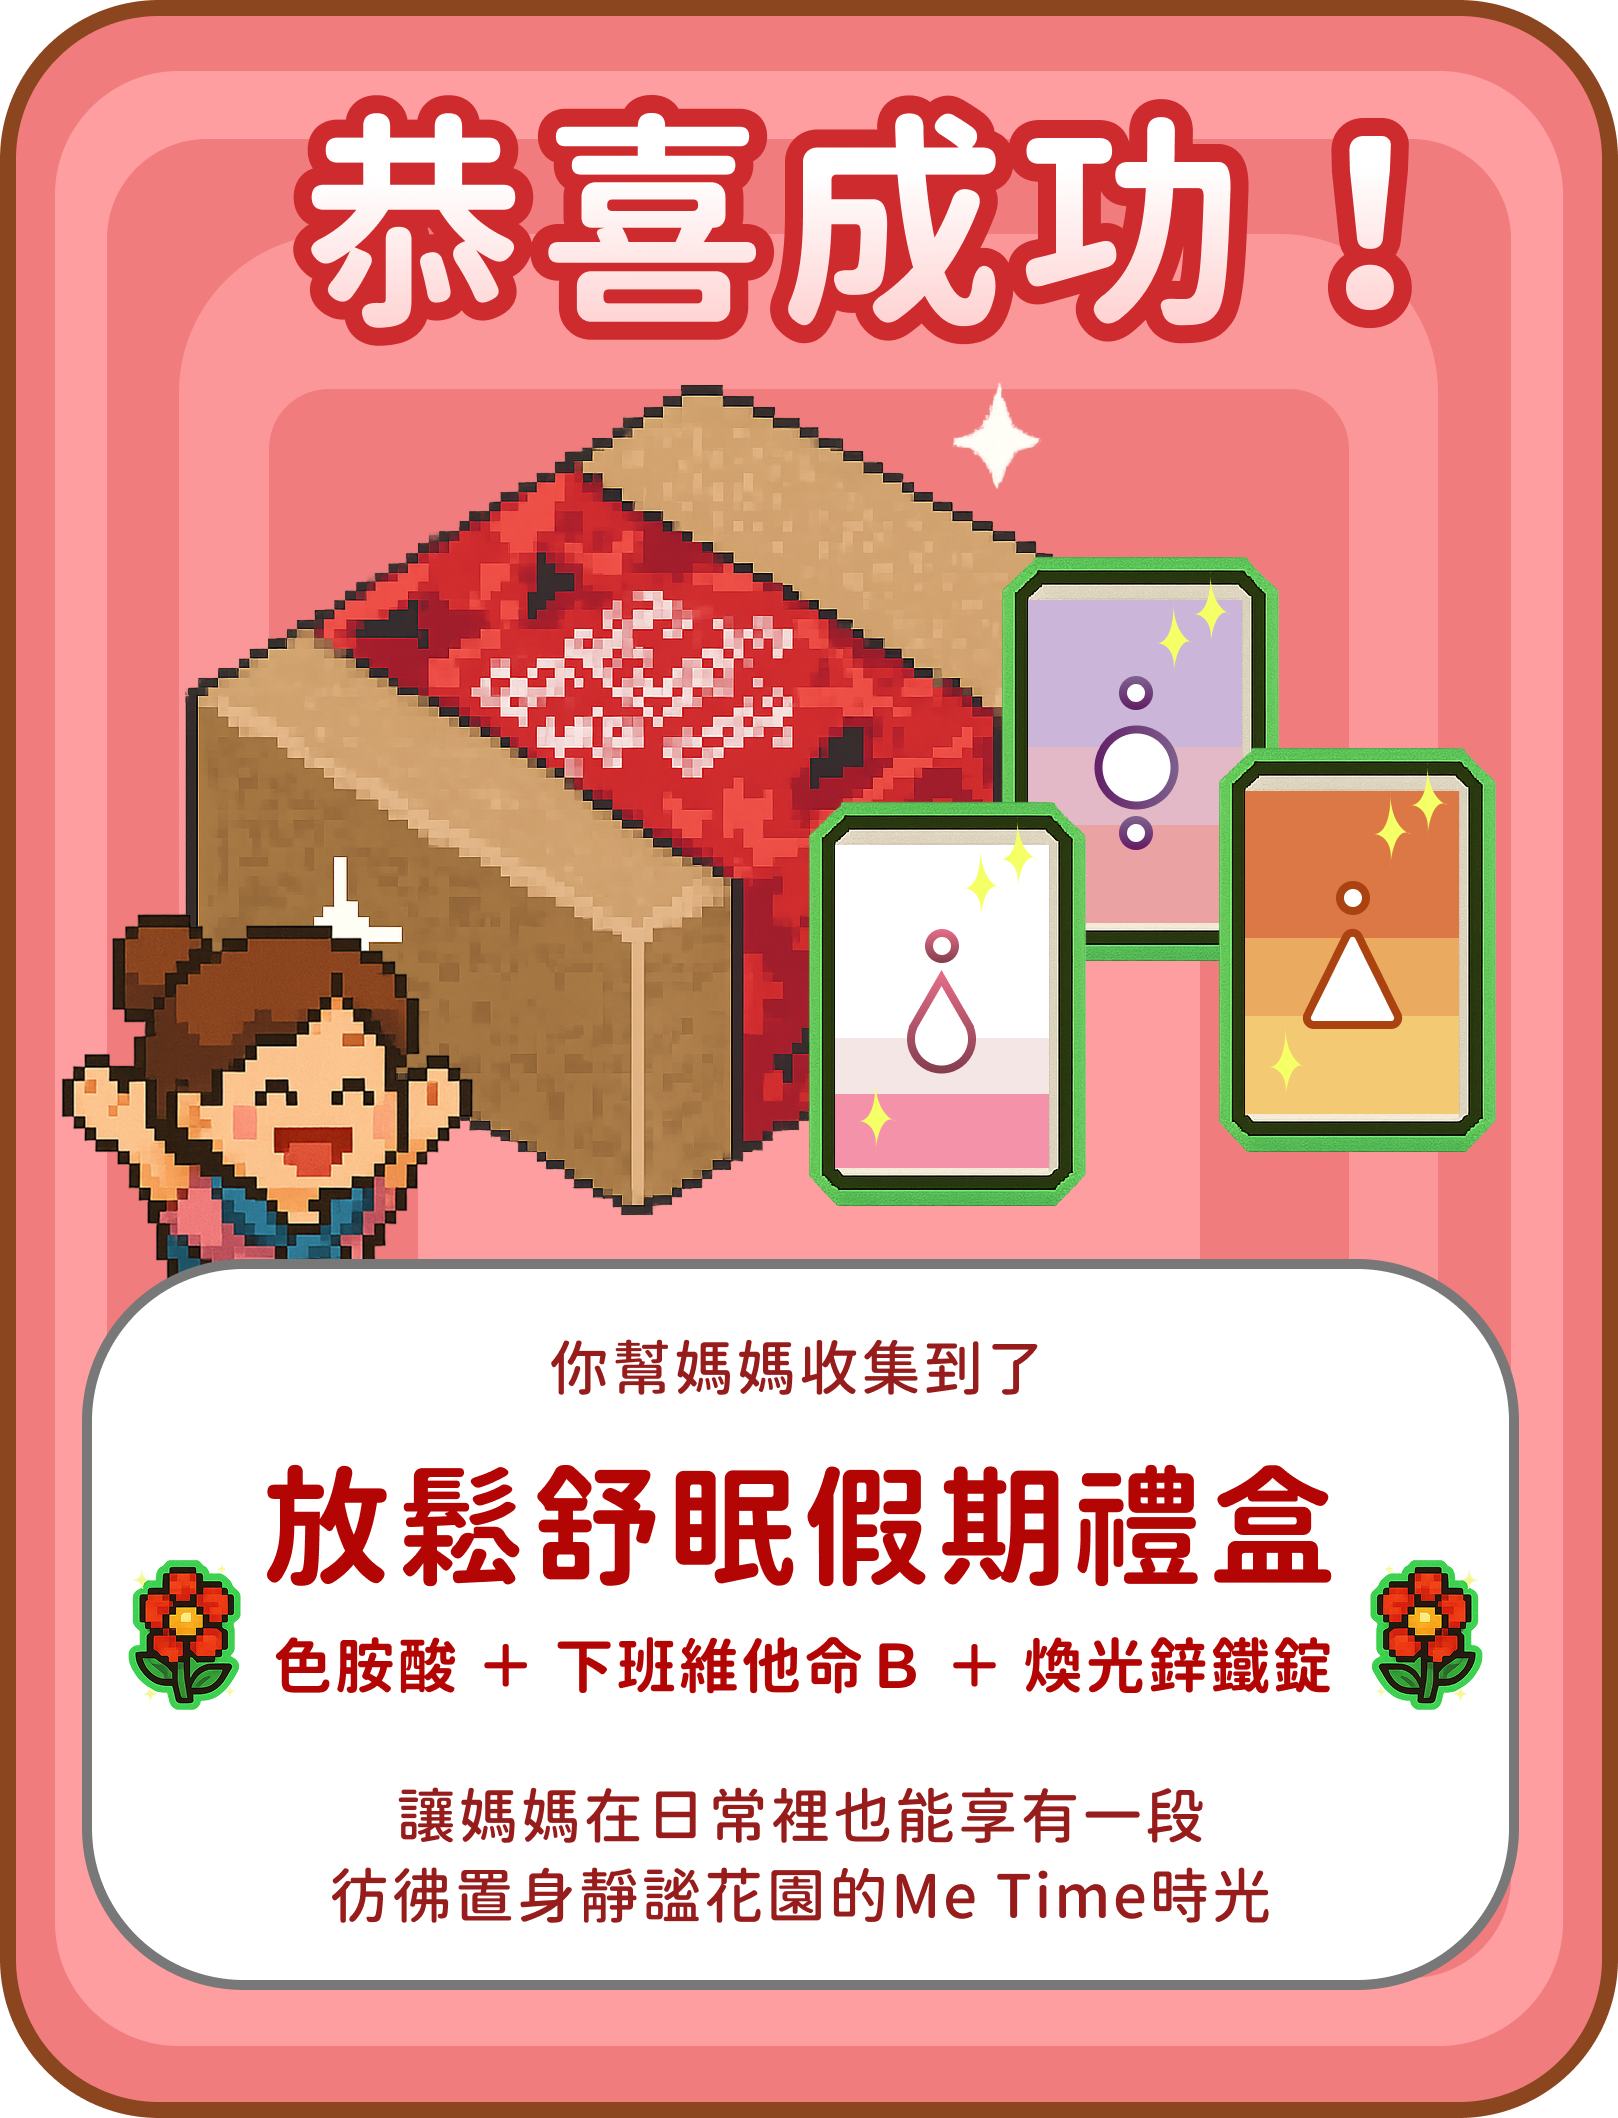 恭喜成功！
你幫媽媽收集到了
放鬆舒眠假期禮盒
色胺酸 + 下班維他命B + 煥光鋅鐵錠
讓媽媽在日常裡也能享有一段
彷彿置身靜謐花園的Me Time時光